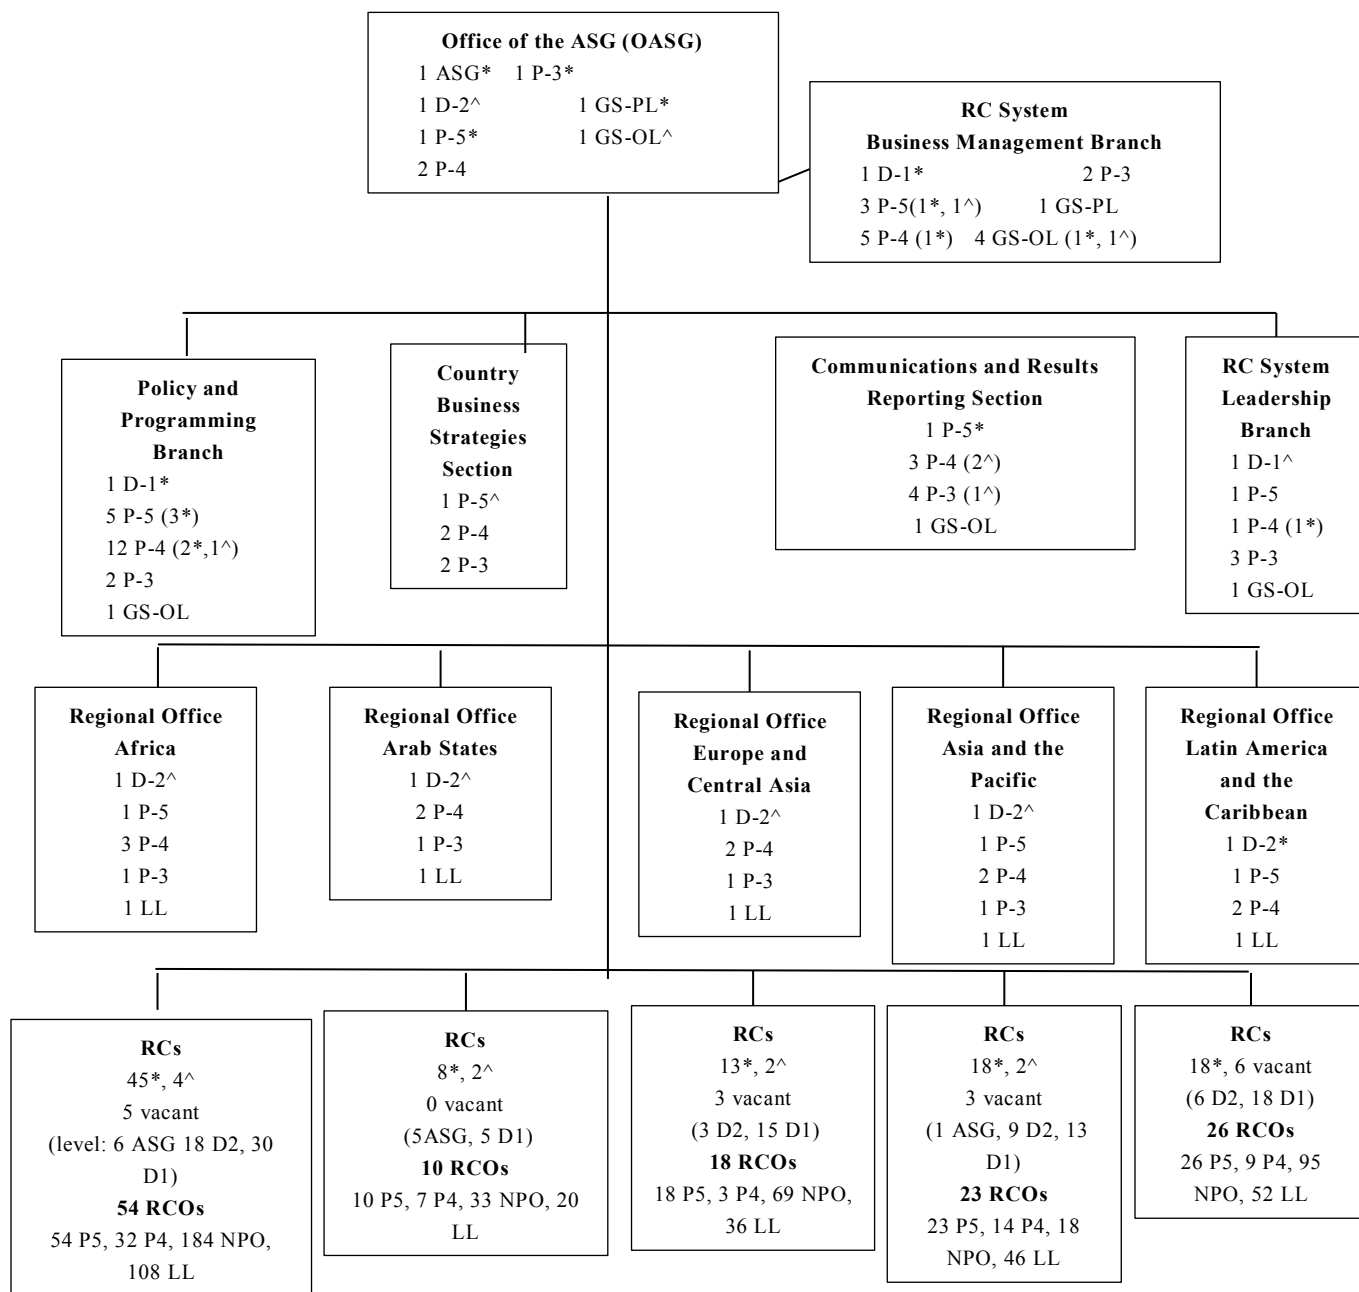 Office of the ASG (OASG)
1 ASG* 1 P-3*
1 D-2^ 1 GS-PL*
1 P-5* 1 GS-OL^
2 P-4
RC System
Business Management Branch
1 D-1* 2 P-3
3 P-5(1*, 1^) 1 GS-PL
5 P-4 (1*) 4 GS-OL (1*, 1^)
Policy and
Programming
Branch
1 D-1*
5 P-5 (3*)
12 P-4 (2*,1^)
2 P-3
1 GS-OL
Country
Business
Strategies
Section
1 P-5^
2 P-4
2 P-3
Communications and Results
Reporting Section
1 P-5*
3 P-4 (2^)
4 P-3 (1^)
1 GS-OL
RC System
Leadership
Branch
1 D-1^
1 P-5
1 P-4 (1*)
3 P-3
1 GS-OL
Regional Office
Africa
1 D-2^
1 P-5
3 P-4
1 P-3
1 LL
Regional Office
Arab States
1 D-2^
2 P-4
1 P-3
1 LL
Regional Office
Europe and
Central Asia
1 D-2^
2 P-4
1 P-3
1 LL
Regional Office
Asia and the
Pacific
1 D-2^
1 P-5
2 P-4
1 P-3
1 LL
Regional Office
Latin America
and the
Caribbean
1 D-2*
1 P-5
2 P-4
1 LL
RCs
45*, 4^
5 vacant
(level: 6 ASG 18 D2, 30
D1)
54 RCOs
54 P5, 32 P4, 184 NPO,
108 LL
RCs
8*, 2^
0 vacant
(5ASG, 5 D1)
10 RCOs
10 P5, 7 P4, 33 NPO, 20
LL
RCs
13*, 2^
3 vacant
(3 D2, 15 D1)
18 RCOs
18 P5, 3 P4, 69 NPO,
36 LL
RCs
18*, 2^
3 vacant
(1 ASG, 9 D2, 13
D1)
23 RCOs
23 P5, 14 P4, 18
NPO, 46 LL
RCs
18*, 6 vacant
(6 D2, 18 D1)
26 RCOs
26 P5, 9 P4, 95
NPO, 52 LL